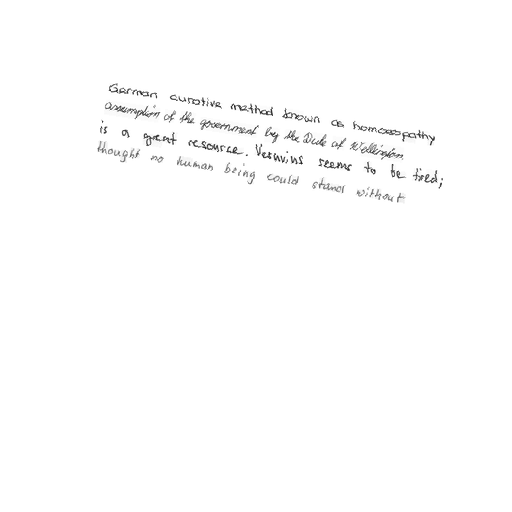 German curative method known as homoeopathy
assumption of the government by the Duke of Wellington
is a great resource. Vesuvius seems to be tired;
thought no human being could stand without